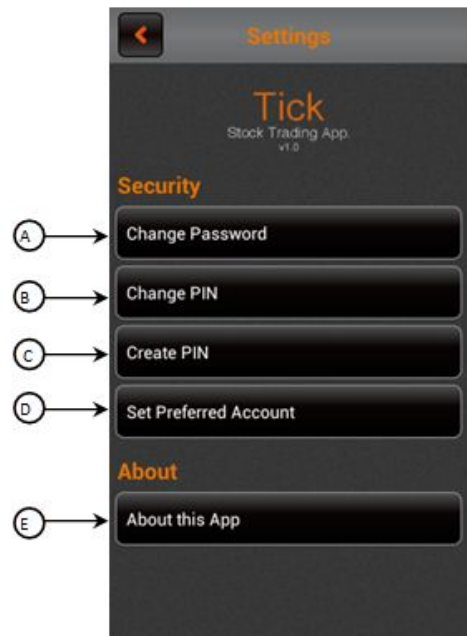 Settings
Tick
Stock Trading App.
v1.0
Security
A
Change Password
B
Change PIN
C
Create PIN
D
Set Preferred Account
About
E
About this App